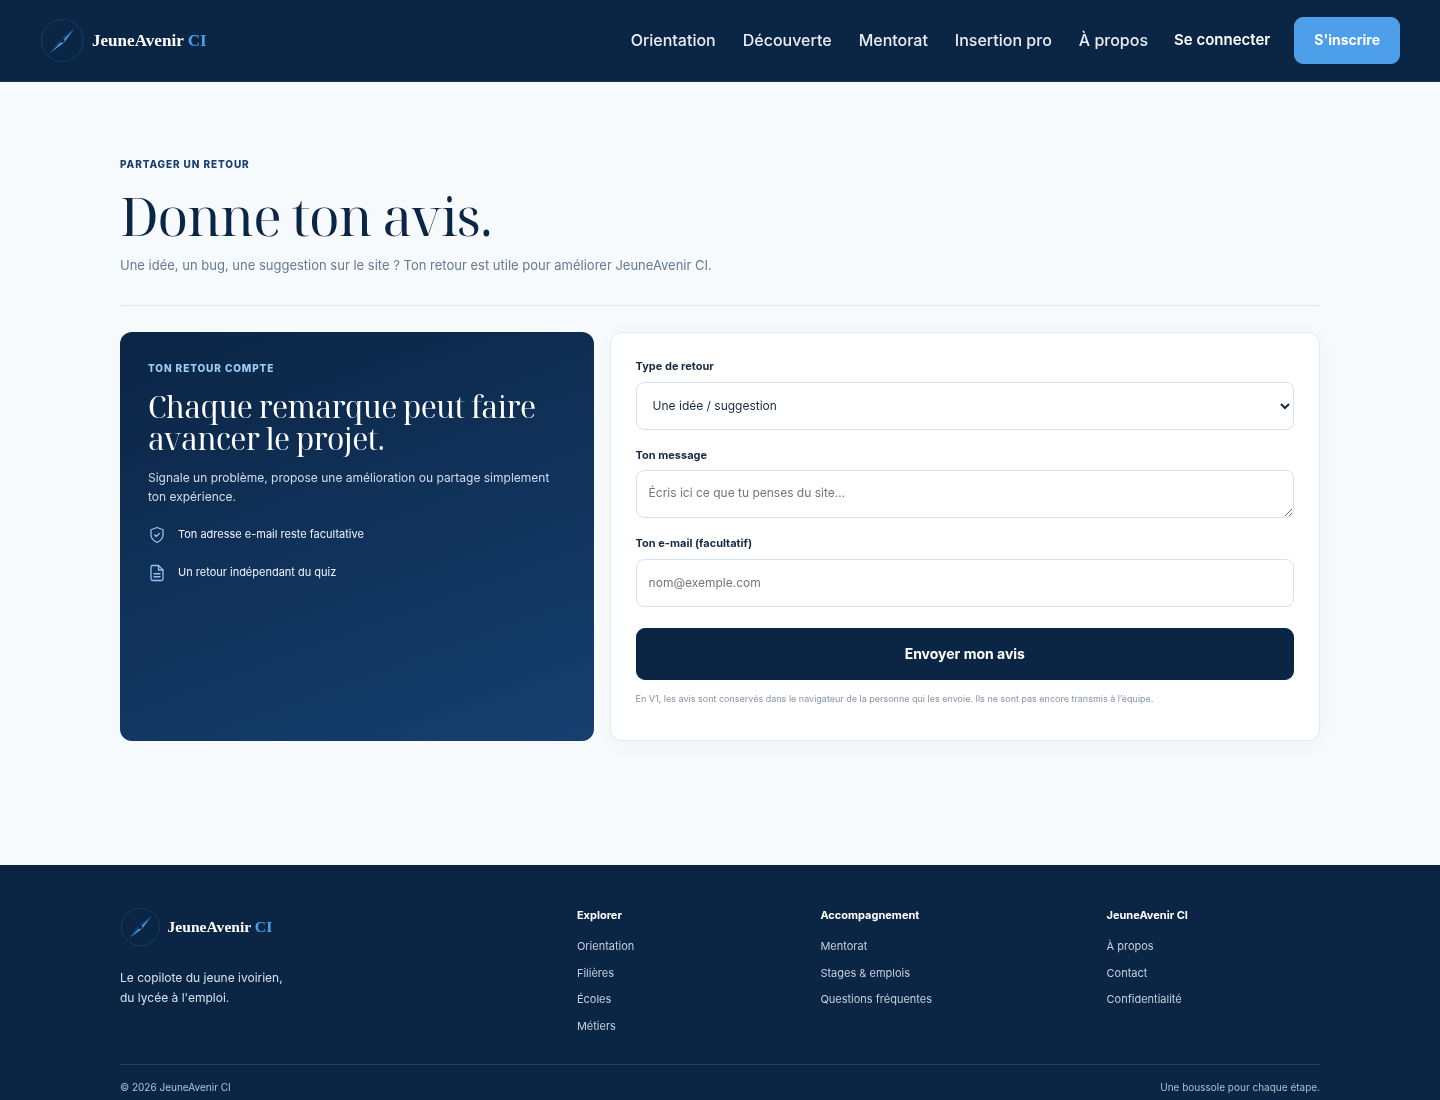 JeuneAvenir CI
Orientation
Découverte
Mentorat
Insertion pro
À propos
Se connecter
S'inscrire
PARTAGER UN RETOUR
Donne ton avis.
Une idée, un bug, une suggestion sur le site ? Ton retour est utile pour améliorer JeuneAvenir CI.
TON RETOUR COMPTE
Chaque remarque peut faire
avancer le projet.
Signale un problème, propose une amélioration ou partage simplement
ton expérience.
Ton adresse e-mail reste facultative
Un retour indépendant du quiz
Type de retour
Une idée / suggestion
Ton message
Écris ici ce que tu penses du site...
Ton e-mail (facultatif)
nom@exemple.com
Envoyer mon avis
En V1, les avis sont conservés dans le navigateur de la personne qui les envoie. Ils ne sont pas encore transmis à l'équipe.
JeuneAvenir CI
Le copilote du jeune ivoirien,
du lycée à l'emploi.
Explorer
Orientation
Filières
Écoles
Métiers
Accompagnement
Mentorat
Stages & emplois
Questions fréquentes
JeuneAvenir CI
À propos
Contact
Confidentialité
© 2026 JeuneAvenir CI
Une boussole pour chaque étape.